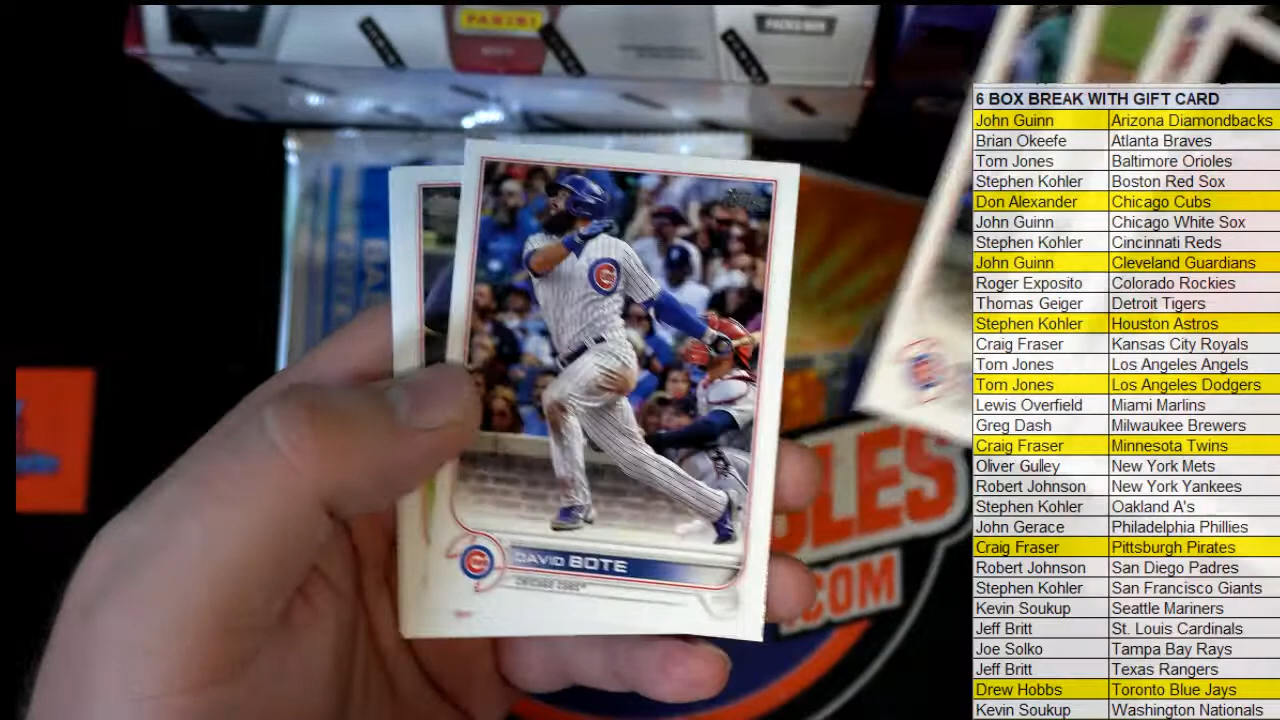 PANINI
6 BOX BREAK WITH GIFT CARD
John Guinn Arizona Diamondbacks
Brian Okeefe Atlanta Braves
Tom Jones Baltimore Orioles
Stephen Kohler Boston Red Sox
Don Alexander Chicago Cubs
John Guinn Chicago White Sox
Stephen Kohler Cincinnati Reds
John Guinn Cleveland Guardians
Roger Exposito Colorado Rockies
Thomas Geiger Detroit Tigers
Stephen Kohler Houston Astros
Craig Fraser Kansas City Royals
Tom Jones Los Angeles Angels
Tom Jones Los Angeles Dodgers
Lewis Overfield Miami Marlins
Greg Dash Milwaukee Brewers
Craig Fraser Minnesota Twins
Oliver Gulley New York Mets
Robert Johnson New York Yankees
Stephen Kohler Oakland A's
John Gerace Philadelphia Phillies
Craig Fraser Pittsburgh Pirates
Robert Johnson San Diego Padres
Stephen Kohler San Francisco Giants
Kevin Soukup Seattle Mariners
Jeff Britt St. Louis Cardinals
Joe Solko Tampa Bay Rays
Jeff Britt Texas Rangers
Drew Hobbs Toronto Blue Jays
Kevin Soukup Washington Nationals
DAVID BOTE
CHICAGO CUBS
.COM